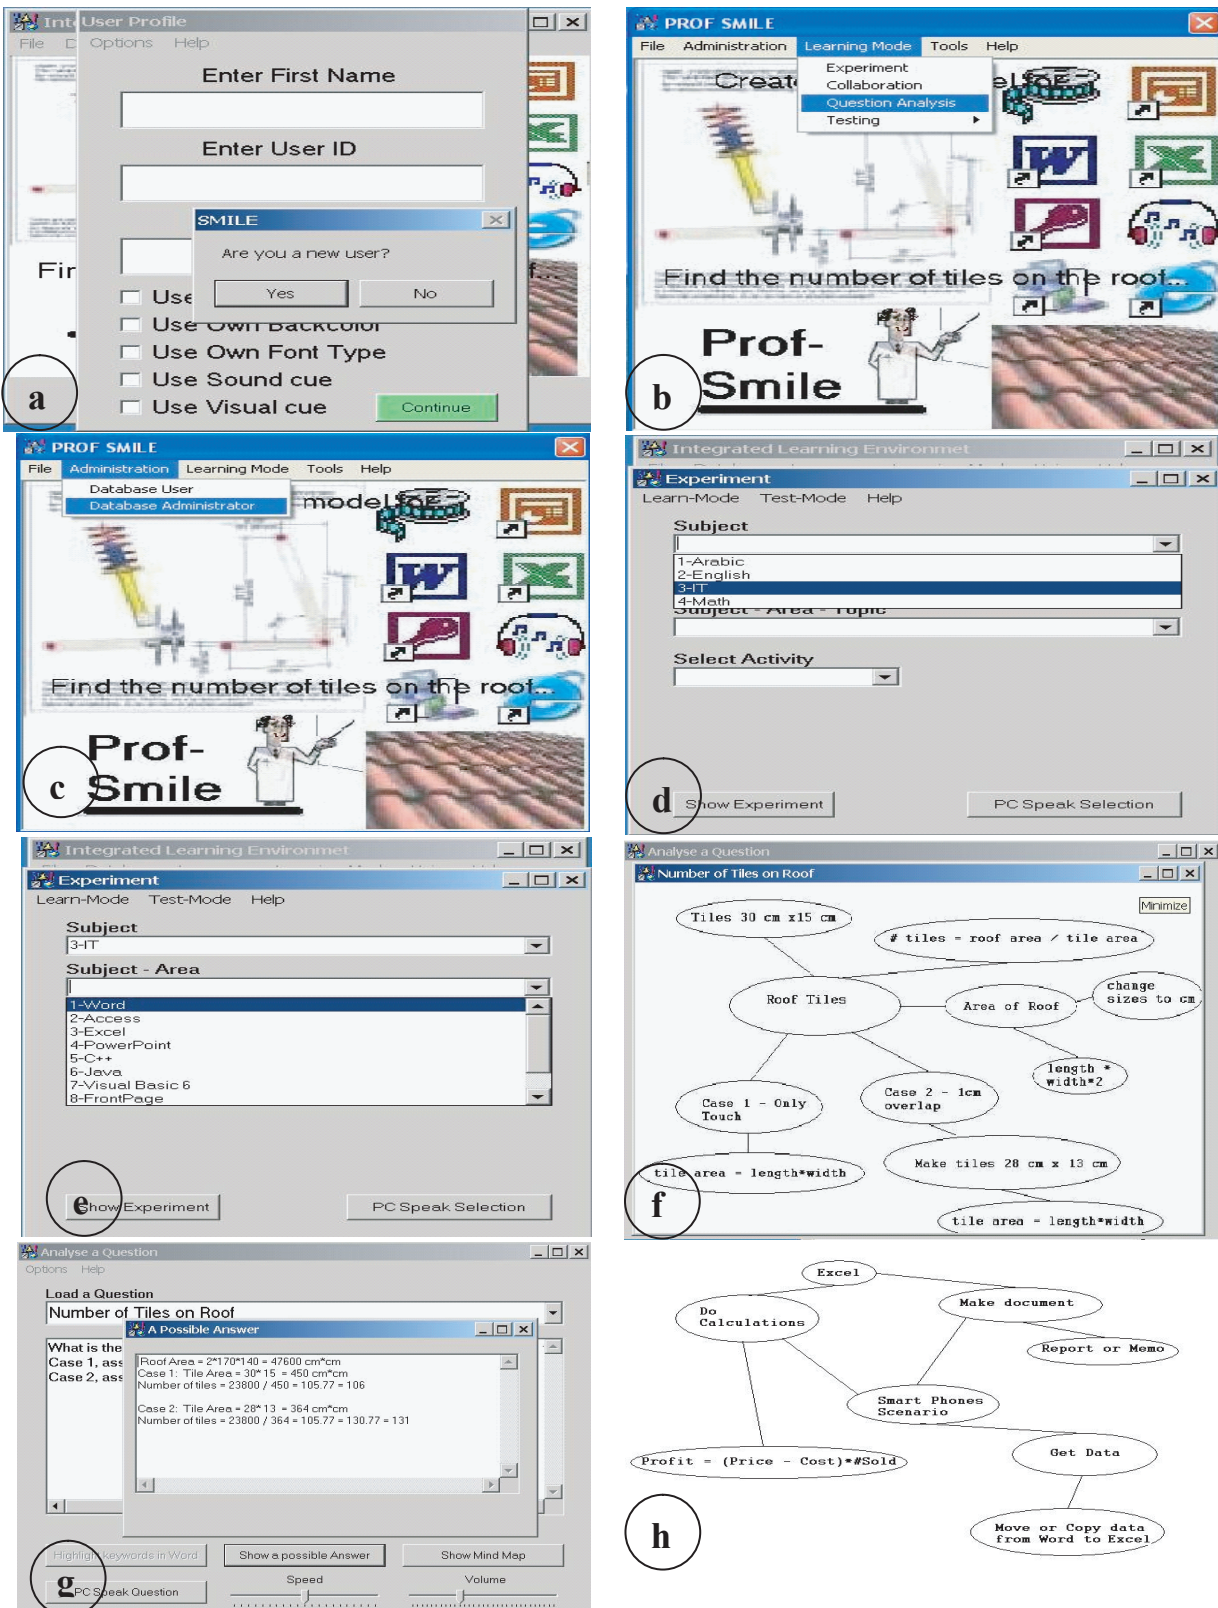 Inte
User Profile
File
D
Options Help
Enter First Name
Enter User ID
SMILE
Are you a new user?
Yes
No
Fir
f...
Use
Use Own Backcolor
Use Own Font Type
Use Sound cue
Use Visual cue
Continue
a
PROF SMILE
File Administration Learning Mode Tools Help
Experiment
Collaboration
Question Analysis
Testing
Creat
el for
Find the number of tiles on the roof...
Prof-
Smile
b
PROF SMILE
File Administration Learning Mode Tools Help
Database User
Database Administrator
model for
Find the number of tiles on the roof...
Prof-
Smile
c
Integrated Learning Environmet
Experiment
Learn-Mode Test-Mode Help
Subject
1-Arabic
2-English
3-IT
4-Math
Subject - Area - Topic
Select Activity
Show Experiment
PC Speak Selection
d
Integrated Learning Environmet
Experiment
Learn-Mode Test-Mode Help
Subject
3-IT
Subject - Area
1-Word
2-Access
3-Excel
4-PowerPoint
5-C++
6-Java
7-Visual Basic 6
8-FrontPage
Show Experiment
PC Speak Selection
e
Analyse a Question
Number of Tiles on Roof
Minimize
Tiles 30 cm x15 cm
# tiles = roof area / tile area
Roof Tiles
Area of Roof
change
sizes to cm
length *
width*2
Case 1 - Only
Touch
Case 2 - 1cm
overlap
tile area = length*width
Make tiles 28 cm x 13 cm
tile area = length*width
f
Analyse a Question
Options Help
Load a Question
Number of Tiles on Roof
What is the
Case 1, ass
Case 2, ass
A Possible Answer
Roof Area = 2*170*140 = 47600 cm*cm
Case 1: Tile Area = 30* 15 = 450 cm*cm
Number of tiles = 23800 / 450 = 105.77 = 106
Case 2: Tile Area = 28* 13 = 364 cm*cm
Number of tiles = 23800 / 364 = 105.77 = 130.77 = 131
Highlight keywords in Word
Show a possible Answer
Show Mind Map
PC Speak Question
Speed
Volume
g
Excel
Do
Calculations
Make document
Report or Memo
Smart Phones
Scenario
Profit = (Price - Cost)*#Sold
Get Data
Move or Copy data
from Word to Excel
h